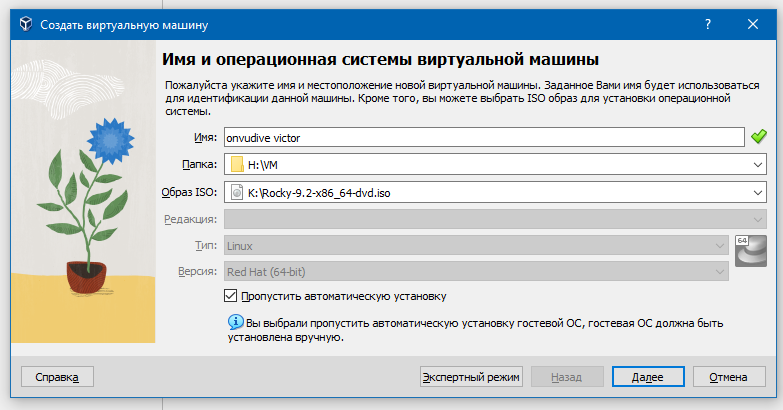 Создать виртуальную машину
Имя и операционная системы виртуальной машины
Пожалуйста укажите имя и местоположение новой виртуальной машины. Заданное Вами имя будет использоваться
для идентификации данной машины. Кроме того, вы можете выбрать ISO образ для установки операционной
системы.
Имя: onvudive victor
Папка: H:\VM
Образ ISO: K:\Rocky-9.2-x86_64-dvd.iso
Редакция:
Тип: Linux
64
Версия: Red Hat (64-bit)
Пропустить автоматическую установку
Вы выбрали пропустить автоматическую установку гостевой ОС, гостевая ОС должна быть
установлена вручную.
Справка Экспертный режим Назад Далее Отмена